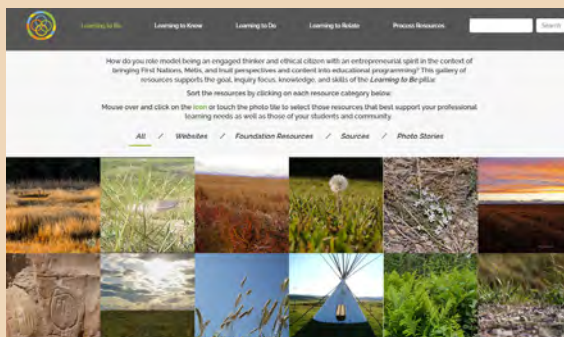 Learning to Be Learning to Know Learning to Do Learning to Relate Process Resources Search
How do you role model being an engaged thinker and ethical citizen with an entrepreneurial spirit in the context of
bringing First Nations, Métis, and Inuit perspectives and content into educational programming? This gallery of
resources supports the goal, inquiry focus, knowledge, and skills of the Learning to Be pillar.
Sort the resources by clicking on each resource category below:
Mouse over and click on the icon or touch the photo tile to select those resources that best support your professional
learning needs as well as those of your students and community.
All / Websites / Foundation Resources / Sources / Photo Stories